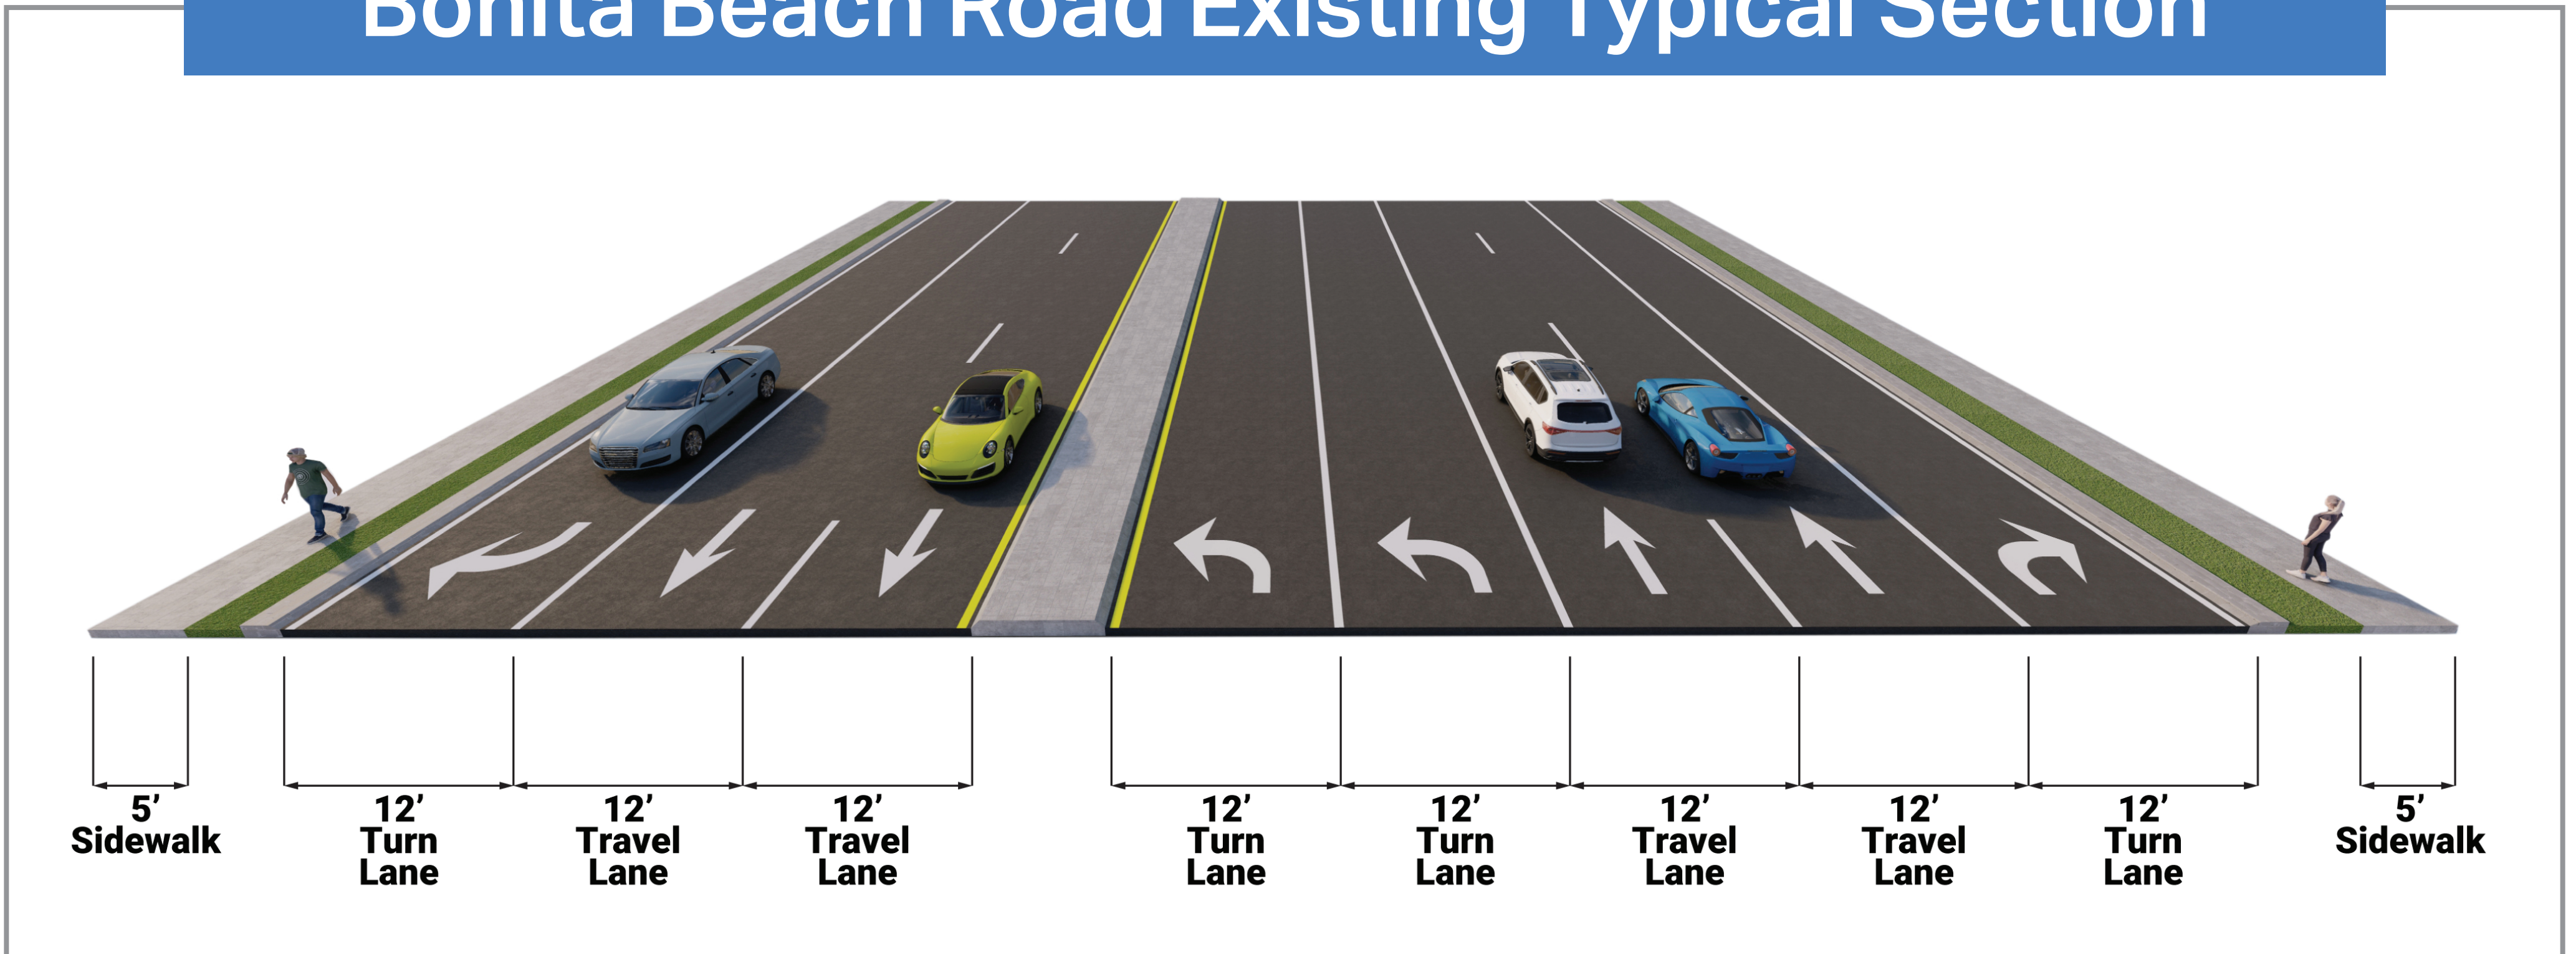 Bonita Beach Road Existing Typical Section
5’
Sidewalk
12’
Turn
Lane
12’
Travel
Lane
12’
Travel
Lane
12’
Turn
Lane
12’
Turn
Lane
12’
Travel
Lane
12’
Travel
Lane
12’
Turn
Lane
5’
Sidewalk